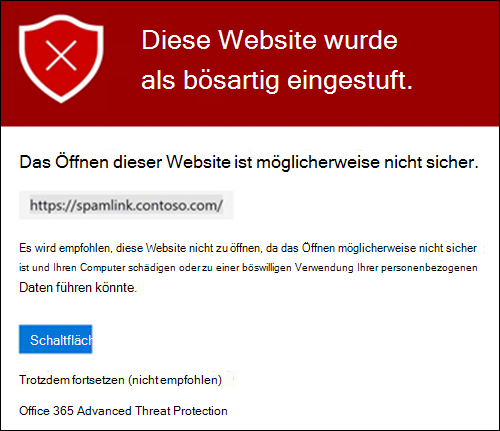 Diese Website wurde
als bösartig eingestuft.
Das Öffnen dieser Website ist möglicherweise nicht sicher.
https://spamlink.contoso.com/
Es wird empfohlen, diese Website nicht zu öffnen, da das Öffnen möglicherweise nicht sicher
ist und Ihren Computer schädigen oder zu einer böswilligen Verwendung Ihrer personenbezogenen
Daten führen könnte.
Schaltfläch
Trotzdem fortsetzen (nicht empfohlen)
Office 365 Advanced Threat Protection